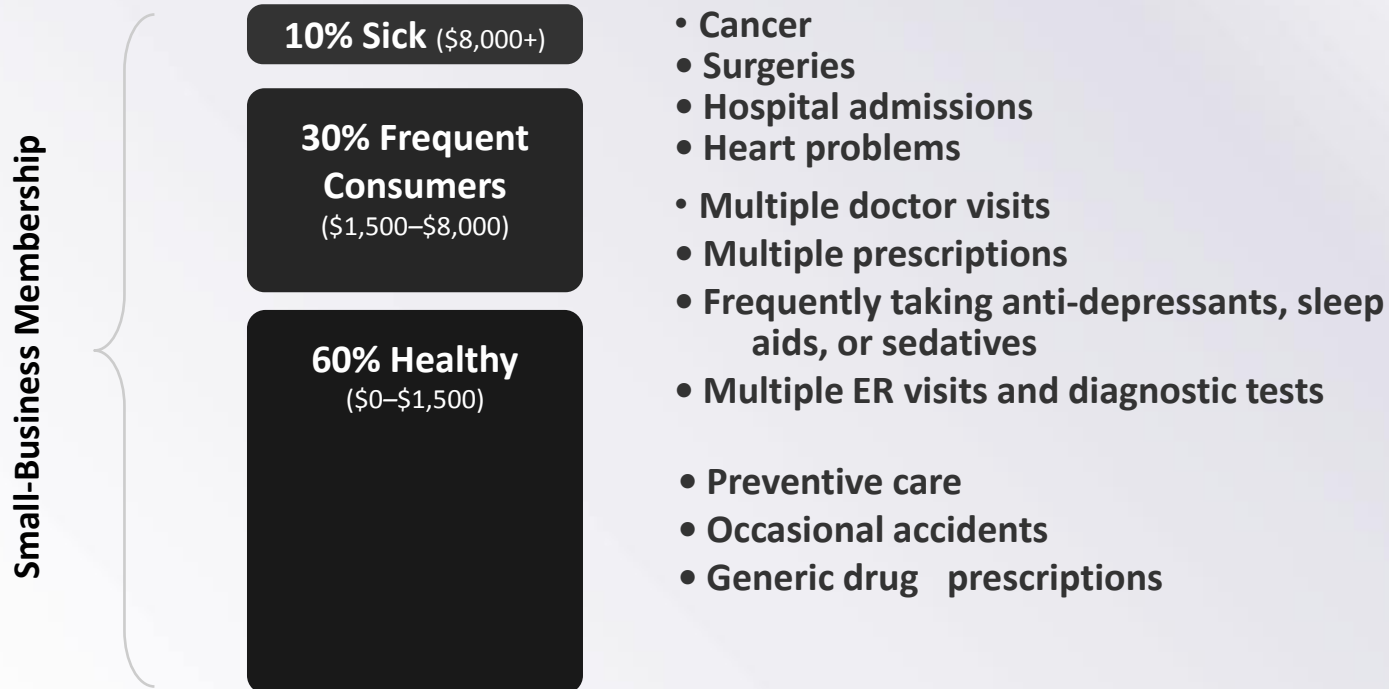 Small-Business Membership
10% Sick ($8,000+)
30% Frequent
Consumers
($1,500–$8,000)
60% Healthy
($0–$1,500)
• Cancer
• Surgeries
• Hospital admissions
• Heart problems
• Multiple doctor visits
• Multiple prescriptions
• Frequently taking anti-depressants, sleep
aids, or sedatives
• Multiple ER visits and diagnostic tests
• Preventive care
• Occasional accidents
• Generic drug prescriptions